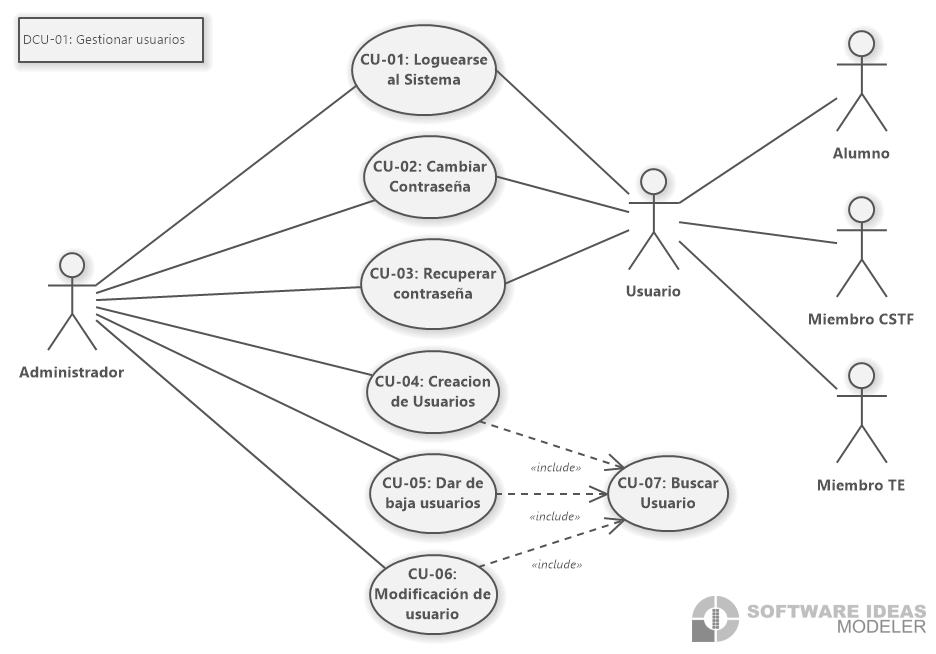 DCU-01: Gestionar usuarios
CU-01: Loguearse
al Sistema
Alumno
CU-02: Cambiar
Contraseña
CU-03: Recuperar
contraseña
Usuario
Miembro CSTF
Administrador
CU-04: Creacion
de Usuarios
«include»
CU-05: Dar de
baja usuarios
CU-07: Buscar
Usuario
Miembro TE
«include»
«include»
CU-06:
Modificación de
usuario
SOFTWARE IDEAS
MODELER